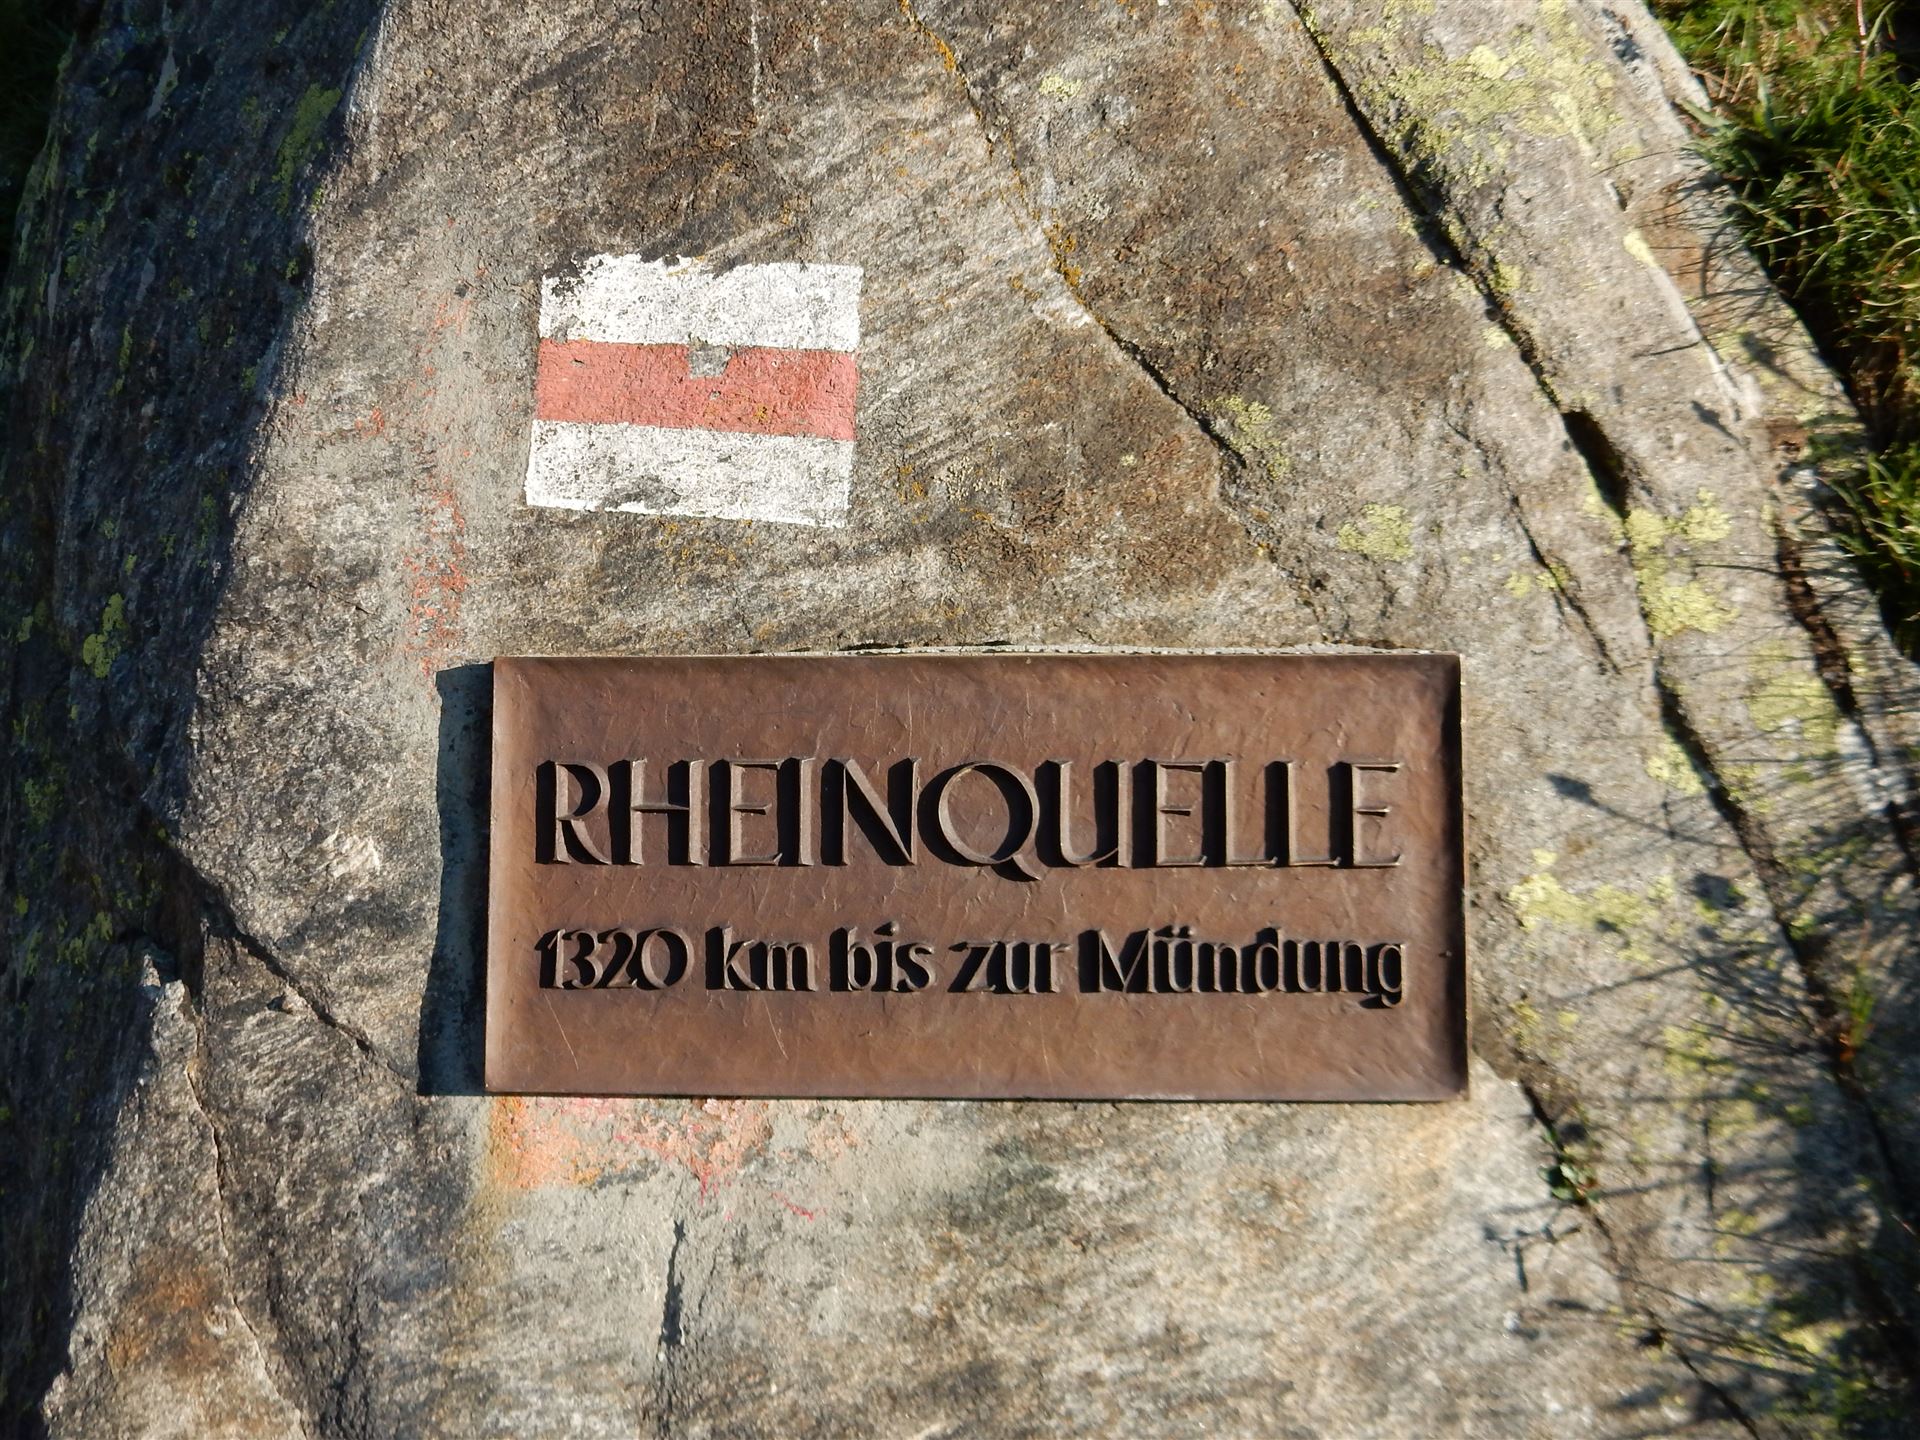 RHEINQUELLE
1320 km bis zur Mündung